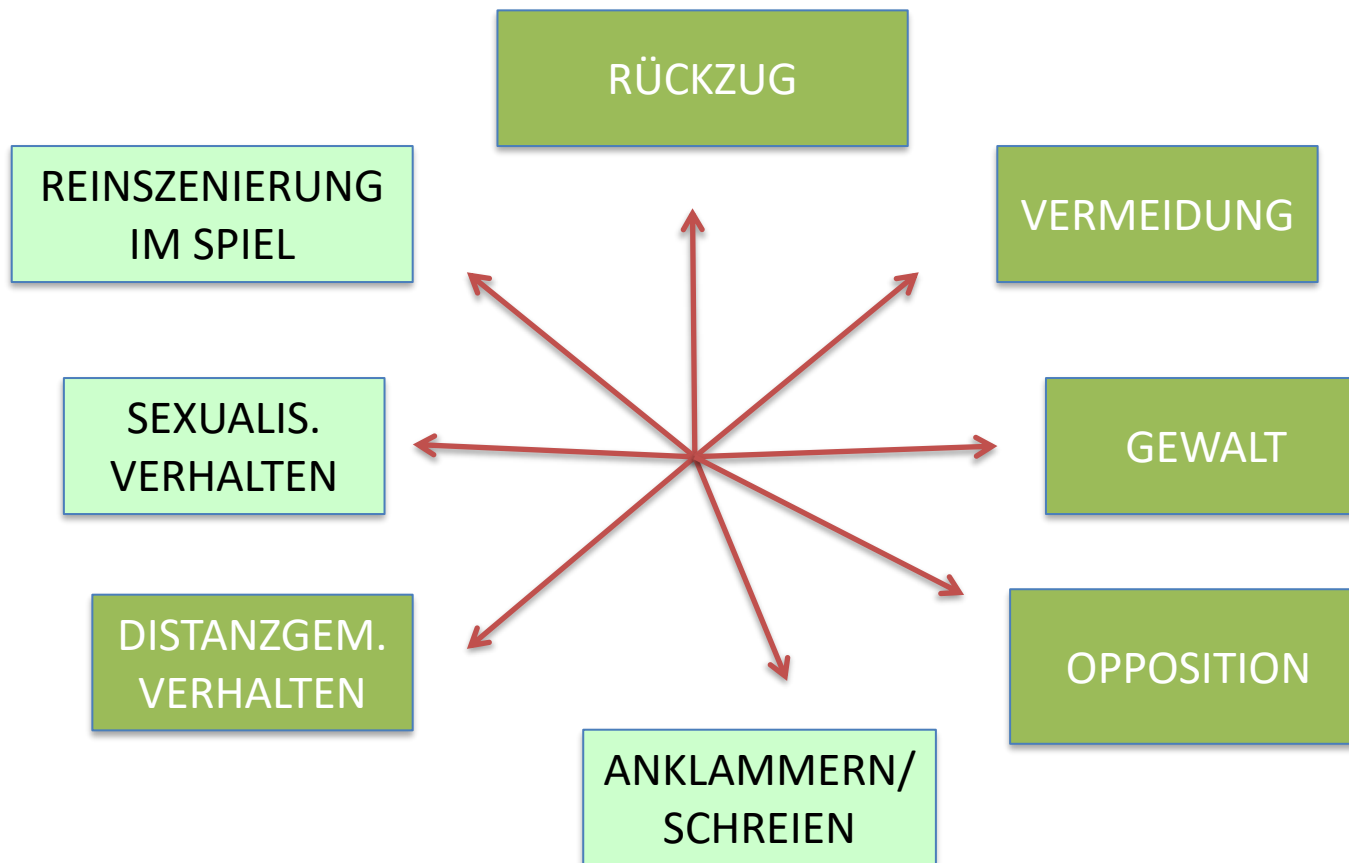 RÜCKZUG
REINSZENIERUNG
IM SPIEL
VERMEIDUNG
SEXUALIS.
VERHALTEN
GEWALT
DISTANZGEM.
VERHALTEN
OPPOSITION
ANKLAMMERN/
SCHREIEN